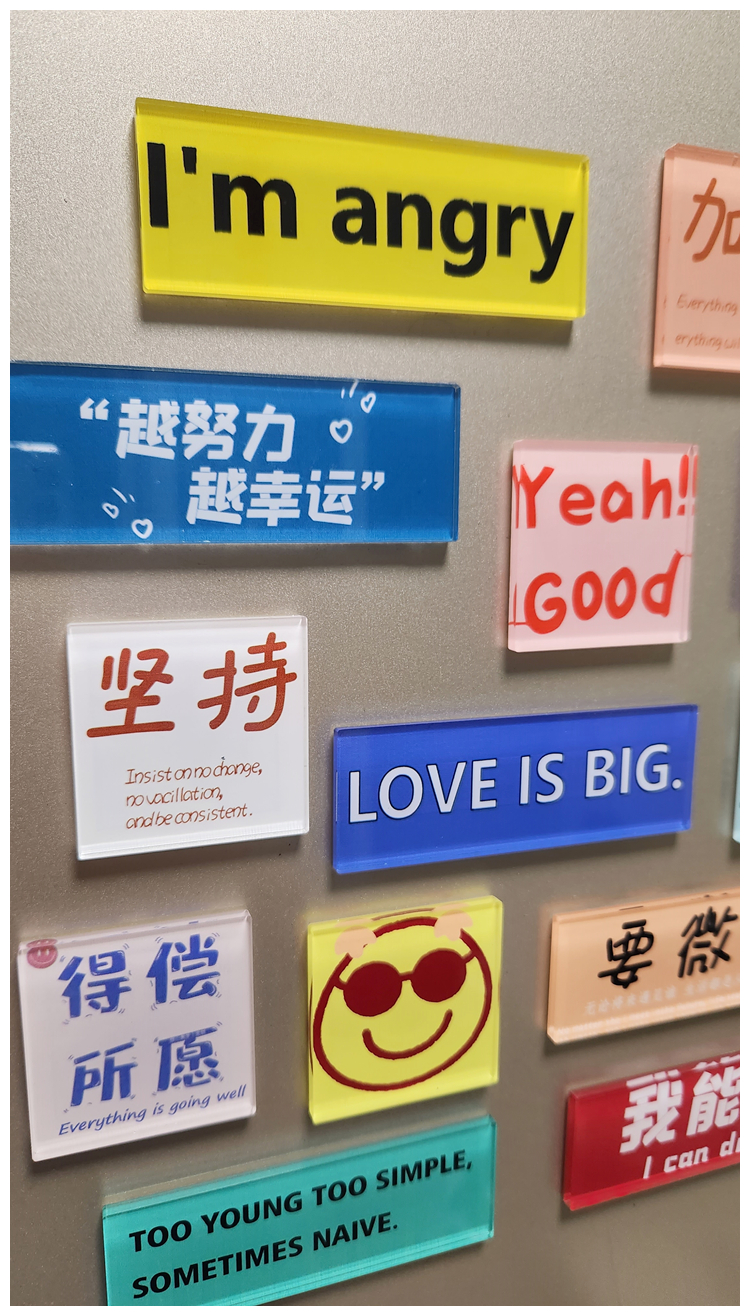 I'm angry
加
Everything
erything
“越努力
越幸运”
Yeah!!
GOOd
坚持
Insist on no change,
no vacillation,
and be consistent.
LOVE IS BIG.
得偿
所愿
Everything is going well
要微
我能
I can
TOO YOUNG TOO SIMPLE,
SOMETIMES NAIVE.